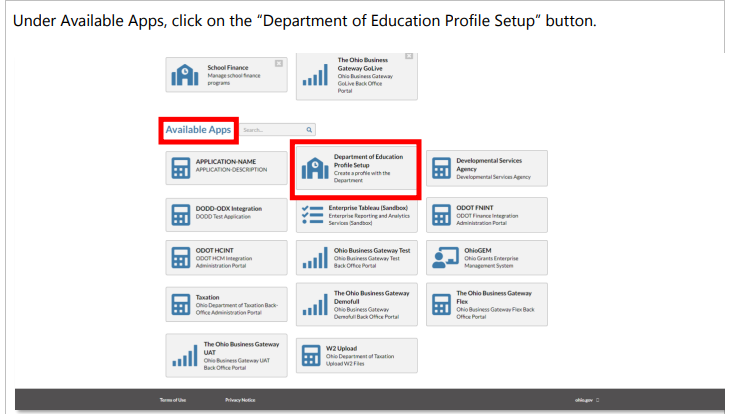 Under Available Apps, click on the “Department of Education Profile Setup” button.
School Finance
Manage school finance
programs
The Ohio Business
Gateway GoLive
Ohio Business Gateway
GoLive Back Office
Portal
Available Apps
Search...
APPLICATION-NAME
APPLICATION-DESCRIPTION
Department of Education
Profile Setup
Create a profile with the
Department
Developmental Services
Agency
Developmental Services Agency
DODD-ODX Integration
DODD Test Application
Enterprise Tableau (Sandbox)
Enterprise Reporting and Analytics
Services (Sandbox)
ODOT FNINT
ODOT Finance Integration
Administration Portal
ODOT HCINT
ODOT HCM Integration
Administration Portal
Ohio Business Gateway Test
Ohio Business Gateway Test
Back Office Portal
OhioGEM
Ohio Grants Enterprise
Management System
Taxation
Ohio Department of Taxation Back-
Office Administration Portal
The Ohio Business Gateway
Demofull
Ohio Business Gateway
Demofull Back Office Portal
The Ohio Business Gateway
Flex
Ohio Business Gateway Flex Back
Office Portal
The Ohio Business Gateway
UAT
Ohio Business Gateway UAT
Back Office Portal
W2 Upload
Ohio Department of Taxation
Upload W2 Files
Terms of Use
Privacy Notice
ohio.gov